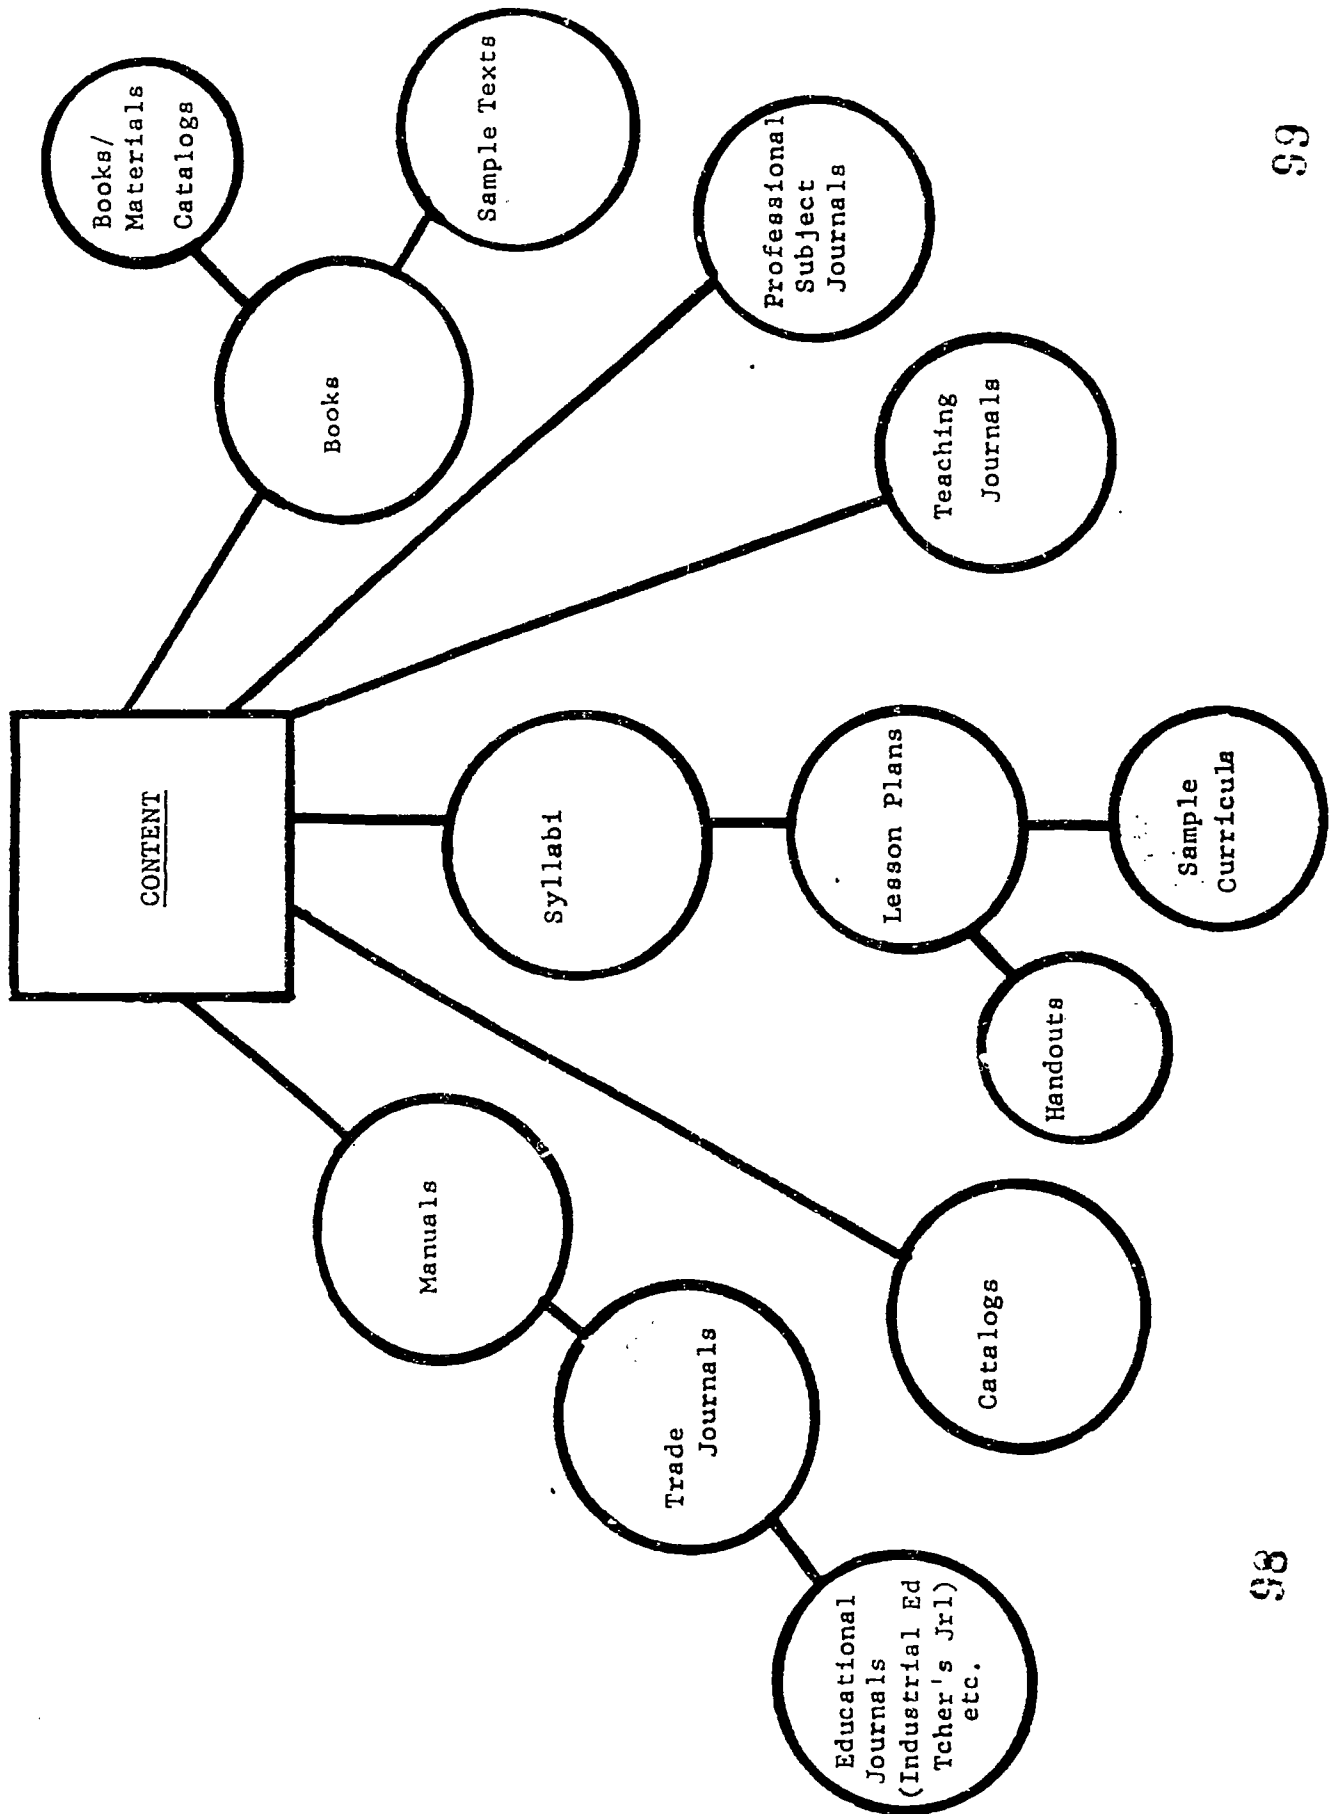 CONTENT
Manuals
Trade
Journals
Educational
Journals
(Industrial Ed
Tcher's Jrl)
etc.
Catalogs
Syllabi
Lesson Plans
Handouts
Sample
Curricula
Teaching
Journals
Professional
Subject
Journals
Books
Books/
Materials
Catalogs
Sample Texts
98
99